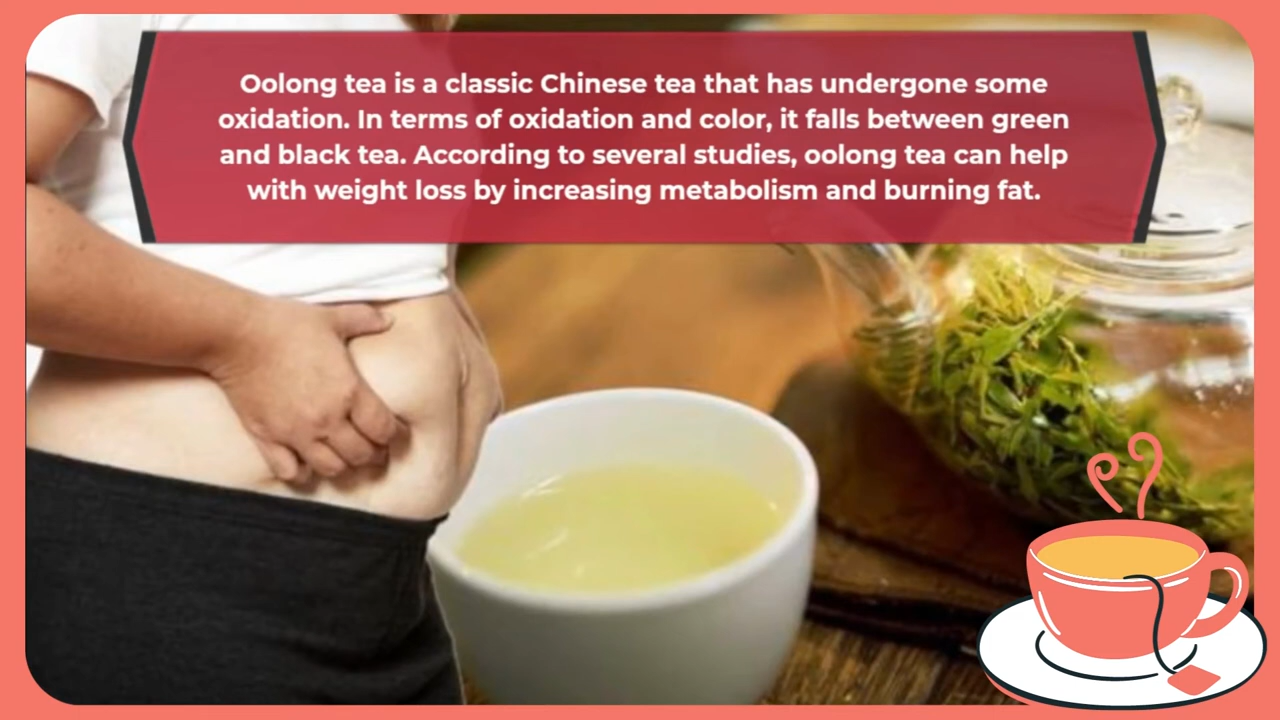 Oolong tea is a classic Chinese tea that has undergone some
oxidation. In terms of oxidation and color, it falls between green
and black tea. According to several studies, oolong tea can help
with weight loss by increasing metabolism and burning fat.